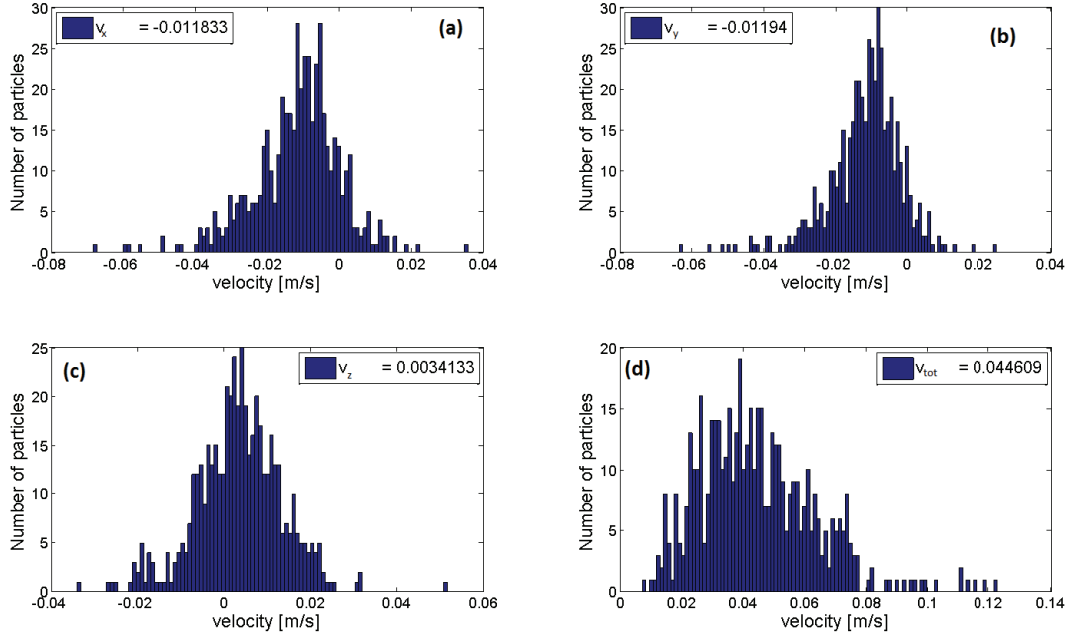 (a)
v_x = -0.011833
Number of particles
30
25
20
15
10
5
0
-0.08 -0.06 -0.04 -0.02 0 0.02 0.04
velocity [m/s]
(b)
v_y = -0.01194
Number of particles
30
25
20
15
10
5
0
-0.08 -0.06 -0.04 -0.02 0 0.02 0.04
velocity [m/s]
(c)
v_z = 0.0034133
Number of particles
25
20
15
10
5
0
-0.04 -0.02 0 0.02 0.04 0.06
velocity [m/s]
(d)
v_tot = 0.044609
Number of particles
20
15
10
5
0
0 0.02 0.04 0.06 0.08 0.1 0.12 0.14
velocity [m/s]